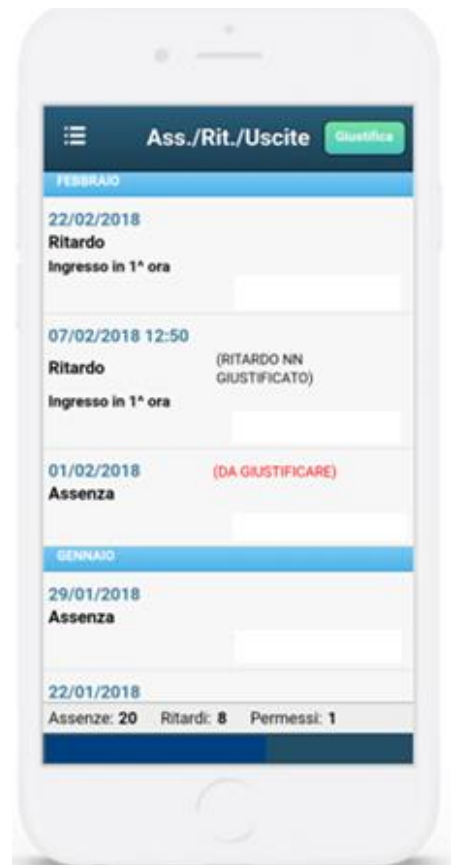 Ass./Rit./Uscite
Giustifica
FEBBRAIO
22/02/2018
Ritardo
Ingresso in 1^ ora
07/02/2018 12:50
Ritardo
(RITARDO NN
GIUSTIFICATO)
Ingresso in 1^ ora
01/02/2018 (DA GIUSTIFICARE)
Assenza
GENNAIO
29/01/2018
Assenza
22/01/2018
Assenze: 20 Ritardi: 8 Permessi: 1